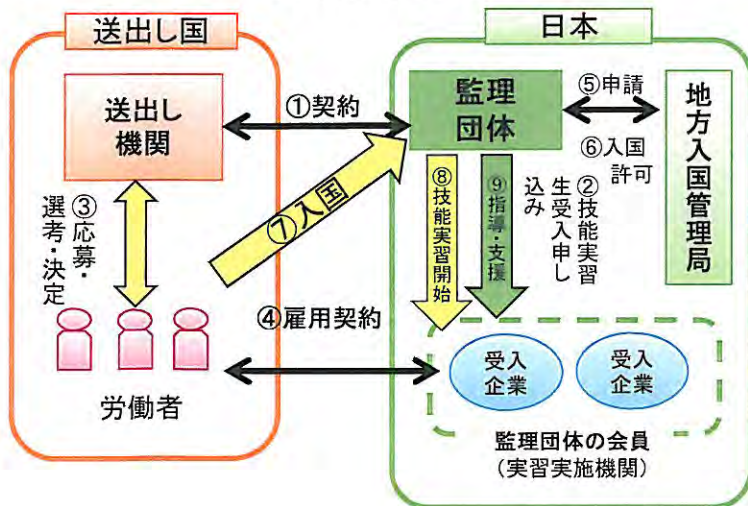 送出し国
送出し
機関
①契約
③応募・
選考・決定
⑦入国
④雇用契約
労働者
日本
監理
団体
⑤申請
⑥入国
許可
地方入国管理局
⑧技能実習開始
⑨指導・支援
②技能実習
生受入申し
込み
受入
企業
受入
企業
監理団体の会員
(実習実施機関)